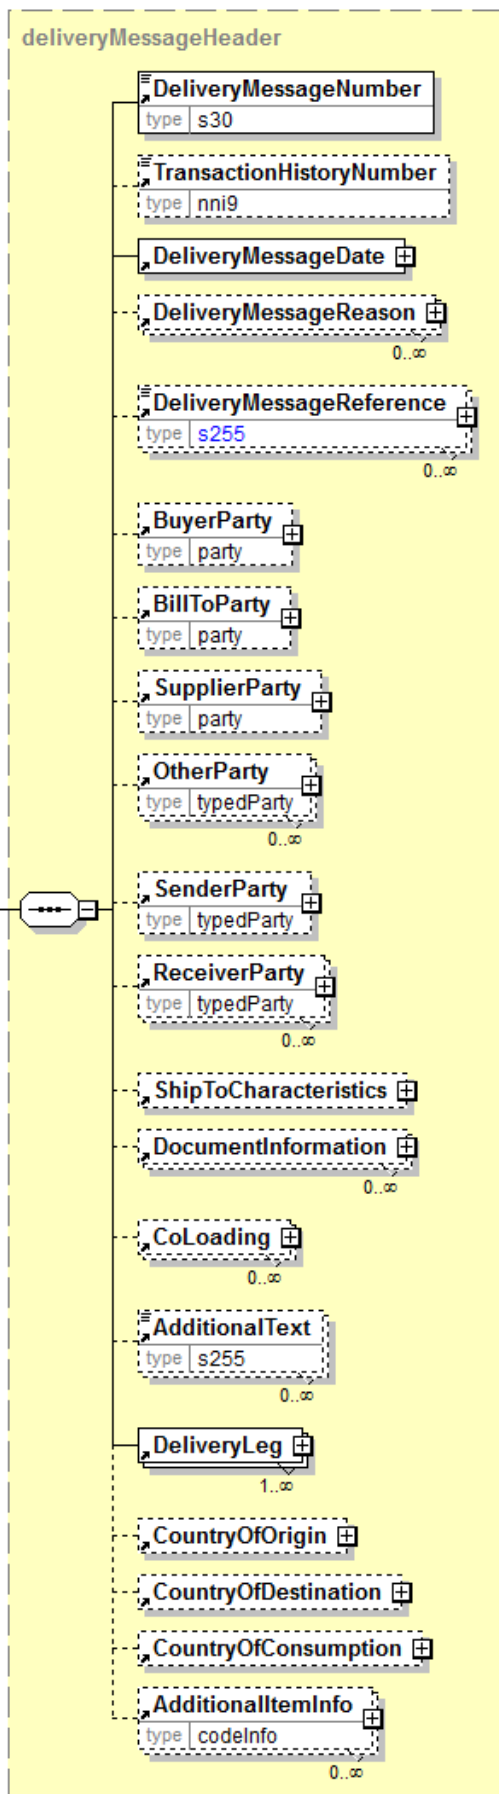 deliveryMessageHeader
DeliveryMessageNumber
type s30
TransactionHistoryNumber
type nni9
DeliveryMessageDate
DeliveryMessageReason
0..∞
DeliveryMessageReference
type s255
0..∞
BuyerParty
type party
BillToParty
type party
SupplierParty
type party
OtherParty
type typedParty
0..∞
SenderParty
type typedParty
ReceiverParty
type typedParty
0..∞
ShipToCharacteristics
DocumentInformation
0..∞
CoLoading
0..∞
AdditionalText
type s255
0..∞
DeliveryLeg
1..∞
CountryOfOrigin
CountryOfDestination
CountryOfConsumption
AdditionalItemInfo
type codeInfo
0..∞